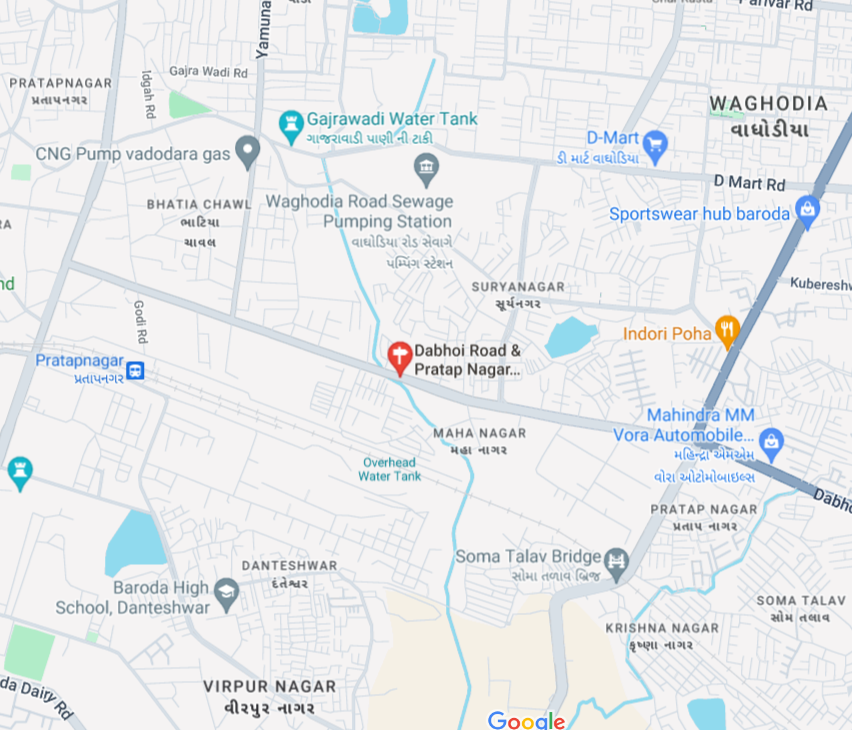 Parivar Rd
Yamuna
Gajra Wadi Rd
PRATAPNAGAR
પ્રતાપનગર
Idgah Rd
WAGHODIA
વાઘોડીયા
Gajrawadi Water Tank
ગાજરાવાડી પાણી ની ટાકી
D-Mart
ડી માર્ટ વાઘોડિયા
CNG Pump vadodara gas
D Mart Rd
BHATIA CHAWL
ભાટિયા
ચાવલ
Waghodia Road Sewage
Pumping Station
વાઘોડિયા રોડ સેવાગે
પમ્પિંગ સ્ટેશન
Sportswear hub baroda
SURYANAGAR
સૂર્યનગર
Kubereshw
nd
Godi Rd
Indori Poha
Pratapnagar
પ્રતાપનગર
Dabhoi Road &
Pratap Nagar...
Mahindra MM
Vora Automobile...
મહિન્દ્રા એમએમ
વોરા ઓટોમોબાઇલ્સ
MAHA NAGAR
મહા નાગર
Overhead
Water Tank
Dabho
PRATAP NAGAR
પ્રતાપ નાગર
Soma Talav Bridge
સોમા તળાવ બ્રિજ
DANTESHWAR
દંતેશ્વર
Baroda High
School, Danteshwar
SOMA TALAV
સોમ તલાવ
KRISHNA NAGAR
કૃષ્ણા નાગર
VIRPUR NAGAR
વીરપુર નાગર
da Dairy Rd
Google